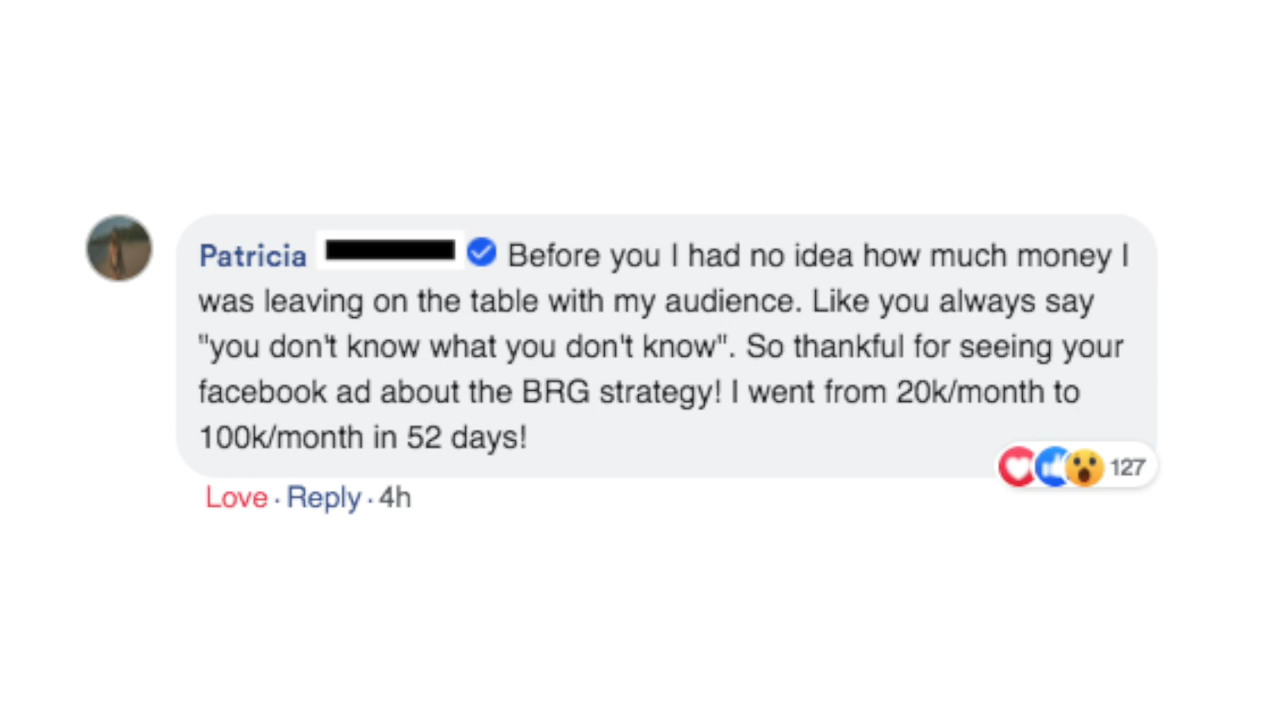 Patricia Before you I had no idea how much money I
was leaving on the table with my audience. Like you always say
"you don't know what you don't know". So thankful for seeing your
facebook ad about the BRG strategy! I went from 20k/month to
100k/month in 52 days!
127
Love · Reply · 4h